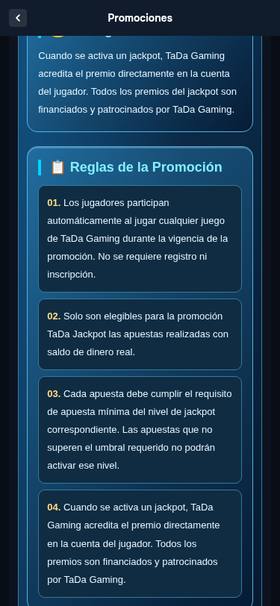 Promociones
Cuando se activa un jackpot, TaDa Gaming
acredita el premio directamente en la cuenta
del jugador. Todos los premios del jackpot son
financiados y patrocinados por TaDa Gaming.
📋 Reglas de la Promoción
01. Los jugadores participan
automáticamente al jugar cualquier juego
de TaDa Gaming durante la vigencia de la
promoción. No se requiere registro ni
inscripción.
02. Solo son elegibles para la promoción
TaDa Jackpot las apuestas realizadas con
saldo de dinero real.
03. Cada apuesta debe cumplir el requisito
de apuesta mínima del nivel de jackpot
correspondiente. Las apuestas que no
superen el umbral requerido no podrán
activar ese nivel.
04. Cuando se activa un jackpot, TaDa
Gaming acredita el premio directamente
en la cuenta del jugador. Todos los
premios son financiados y patrocinados
por TaDa Gaming.